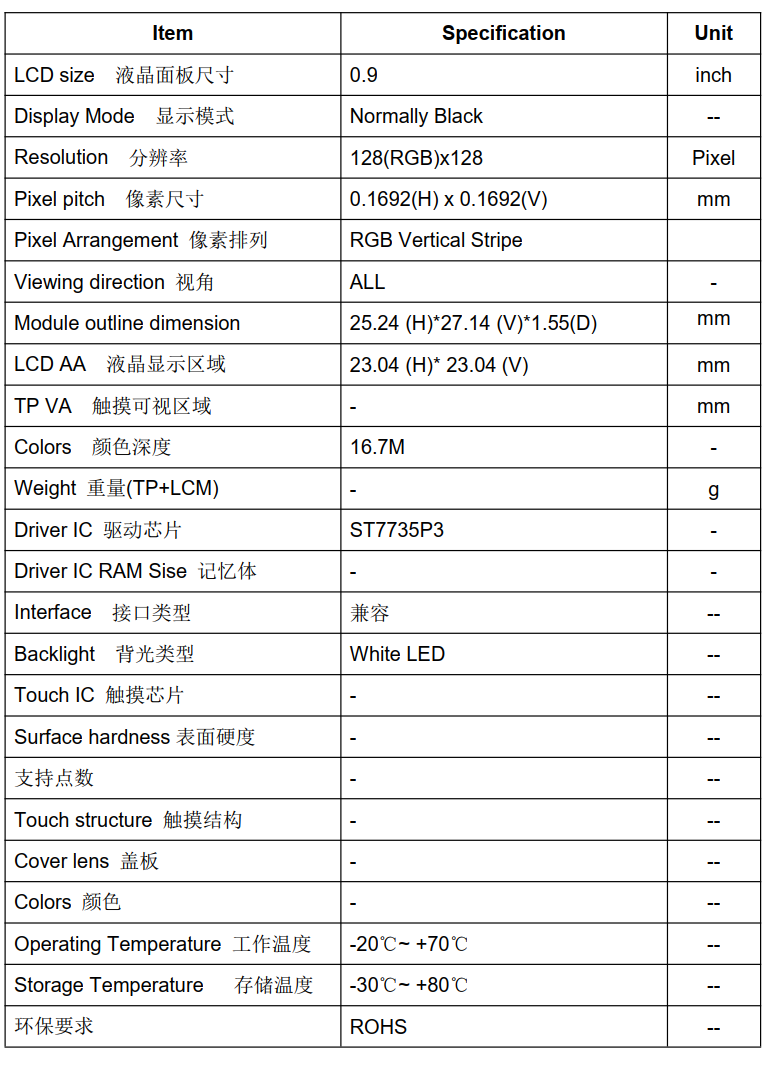 Item Specification Unit
LCD size 液晶面板尺寸 0.9 inch
Display Mode 显示模式 Normally Black --
Resolution 分辨率 128(RGB)x128 Pixel
Pixel pitch 像素尺寸 0.1692(H) x 0.1692(V) mm
Pixel Arrangement 像素排列 RGB Vertical Stripe
Viewing direction 视角 ALL -
Module outline dimension 25.24 (H)*27.14 (V)*1.55(D) mm
LCD AA 液晶显示区域 23.04 (H)* 23.04 (V) mm
TP VA 触摸可视区域 - mm
Colors 颜色深度 16.7M -
Weight 重量(TP+LCM) - g
Driver IC 驱动芯片 ST7735P3 -
Driver IC RAM Sise 记忆体 - -
Interface 接口类型 兼容 --
Backlight 背光类型 White LED --
Touch IC 触摸芯片 - --
Surface hardness 表面硬度 - --
支持点数 - --
Touch structure 触摸结构 - --
Cover lens 盖板 - --
Colors 颜色 - --
Operating Temperature 工作温度 -20℃~ +70℃ --
Storage Temperature 存储温度 -30℃~ +80℃ --
环保要求 ROHS --